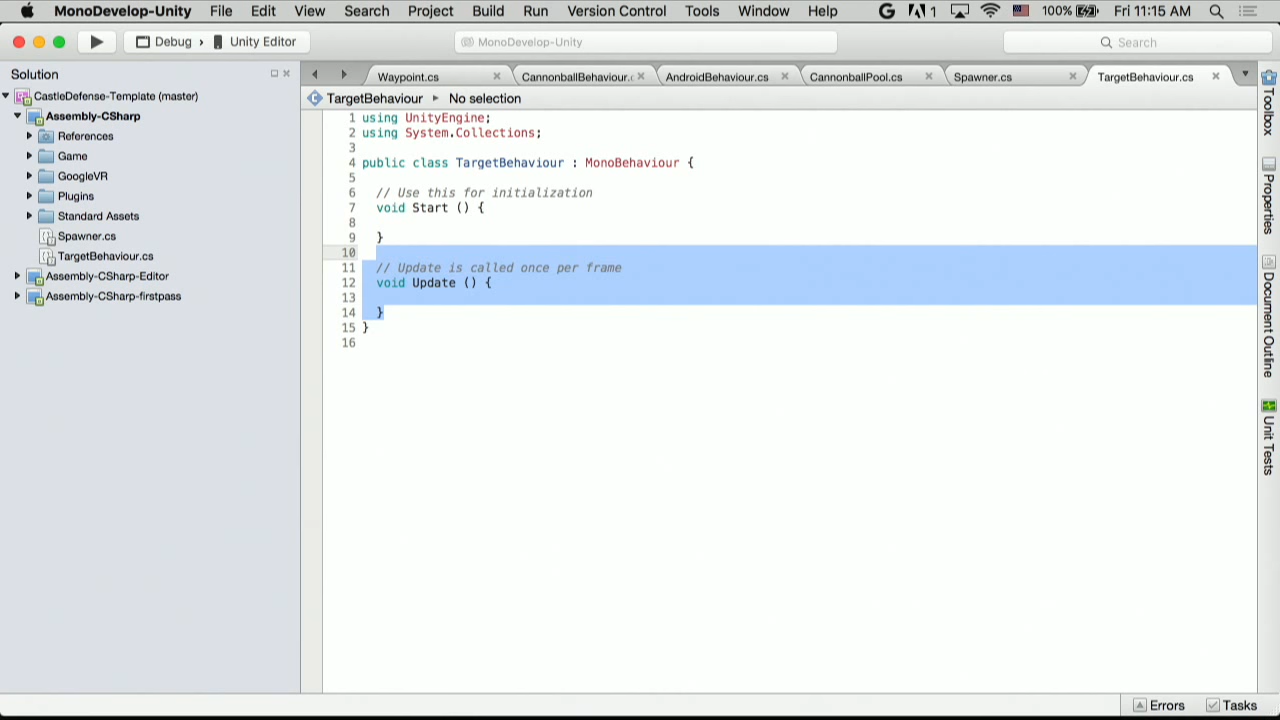 MonoDevelop-Unity File Edit View Search Project Build Run Version Control Tools Window Help 1 100% Fri 11:15 AM
Debug › Unity Editor MonoDevelop-Unity Search
Solution
CastleDefense-Template (master)
Assembly-CSharp
References
Game
GoogleVR
Plugins
Standard Assets
Spawner.cs
TargetBehaviour.cs
Assembly-CSharp-Editor
Assembly-CSharp-firstpass
Waypoint.cs CannonballBehaviour. AndroidBehaviour.cs CannonballPool.cs Spawner.cs TargetBehaviour.cs
TargetBehaviour No selection
1 using UnityEngine;
2 using System.Collections;
3
4 public class TargetBehaviour : MonoBehaviour {
5
6 // Use this for initialization
7 void Start () {
8
9 }
10
11 // Update is called once per frame
12 void Update () {
13
14 }
15 }
16
Toolbox
Properties
Document Outline
Unit Tests
Errors Tasks